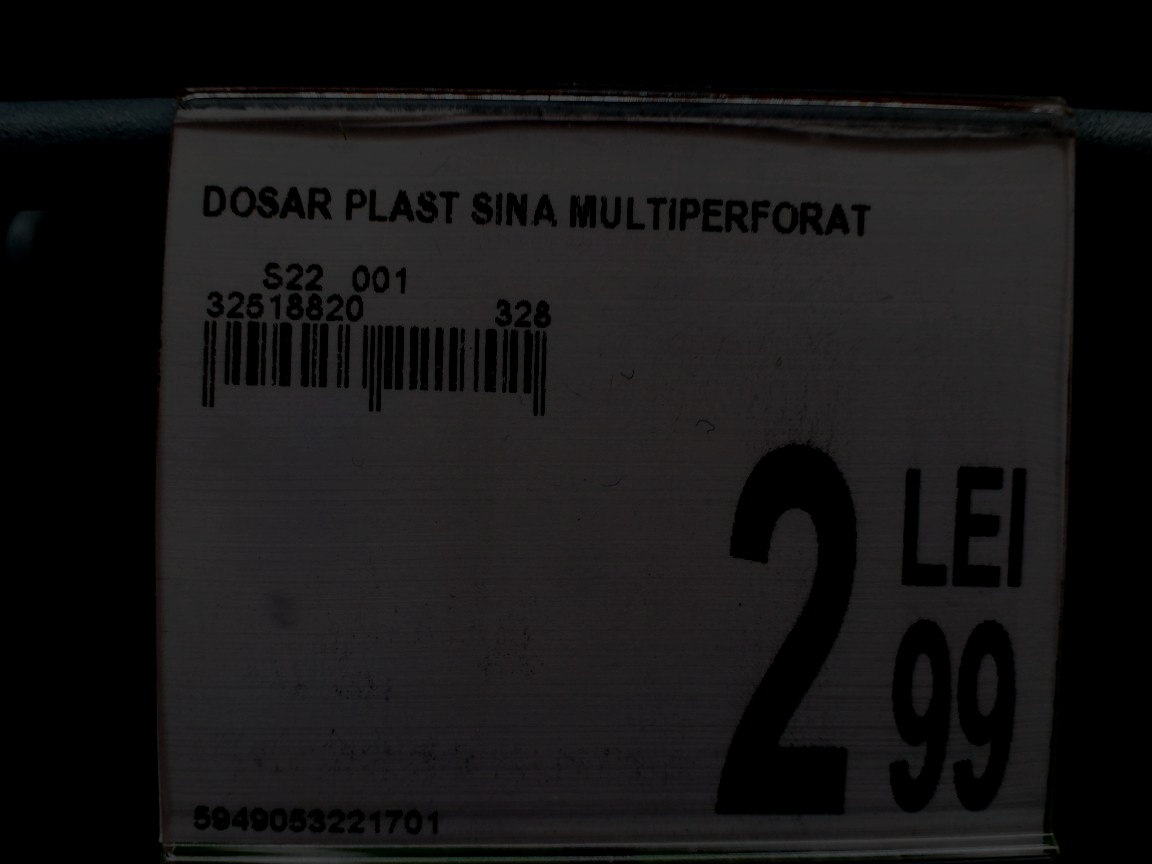 DOSAR PLAST SINA MULTIPERFORAT
S22 001
32518820 328
2 LEI
99
5949053221701